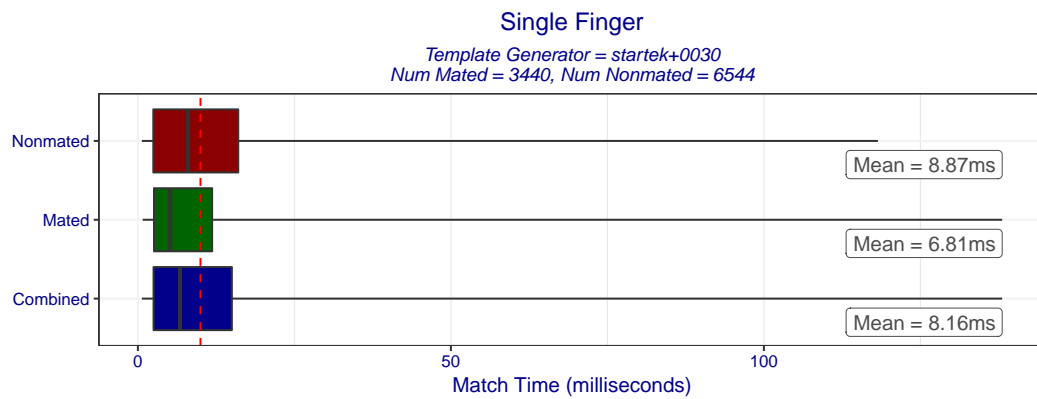 Single Finger
Template Generator = startek+0030
Num Mated = 3440, Num Nonmated = 6544
Nonmated
Mean = 8.87ms
Mated
Mean = 6.81ms
Combined
Mean = 8.16ms
0 50 100
Match Time (milliseconds)